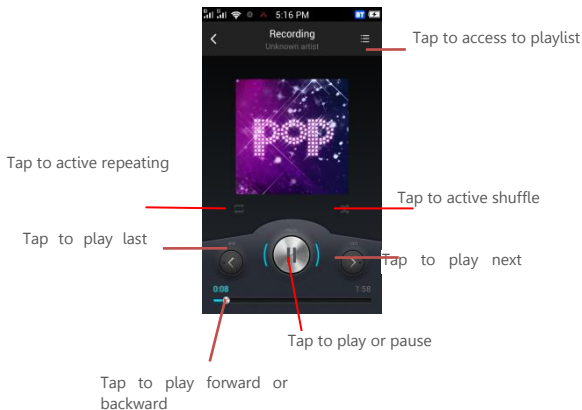 5:16 PM
BT
Recording
Unknown artist
Tap to access to playlist
pop
Tap to active repeating
Tap to active shuffle
Tap to play last
Tap to play next
0:08
1:58
Tap to play or pause
Tap to play forward or
backward